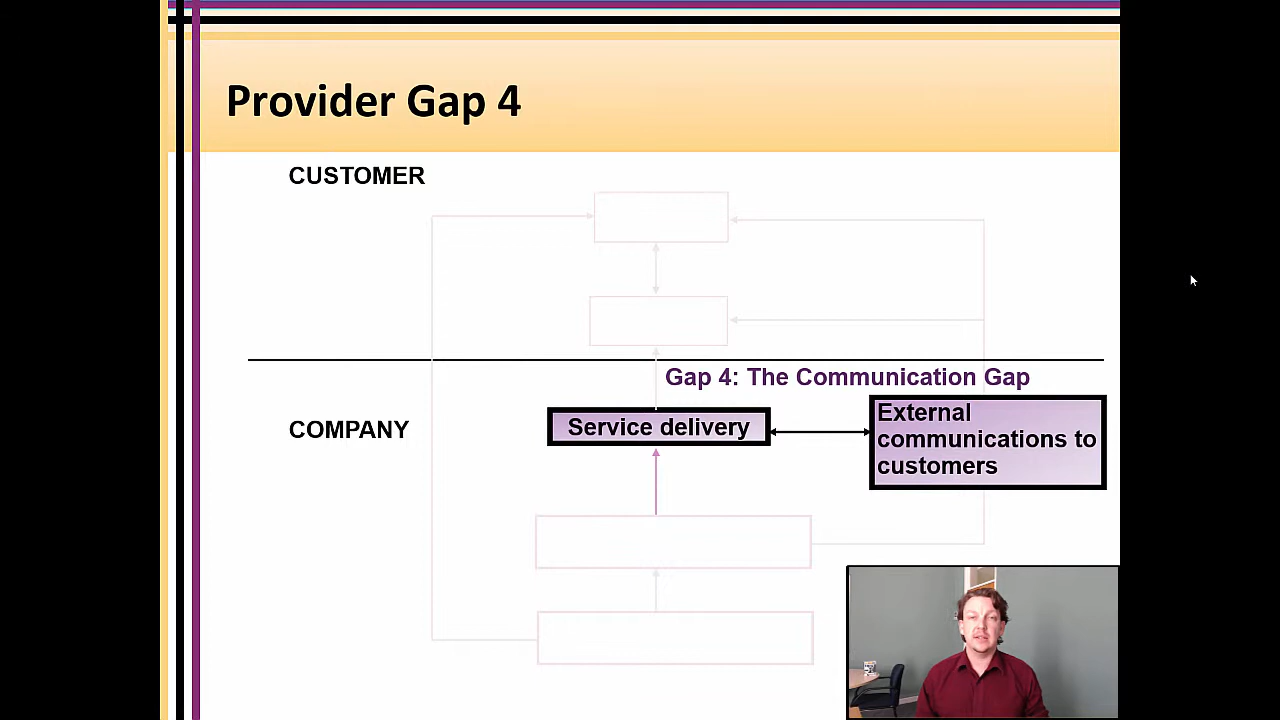 Provider Gap 4
CUSTOMER
Gap 4: The Communication Gap
COMPANY
Service delivery
External
communications to
customers